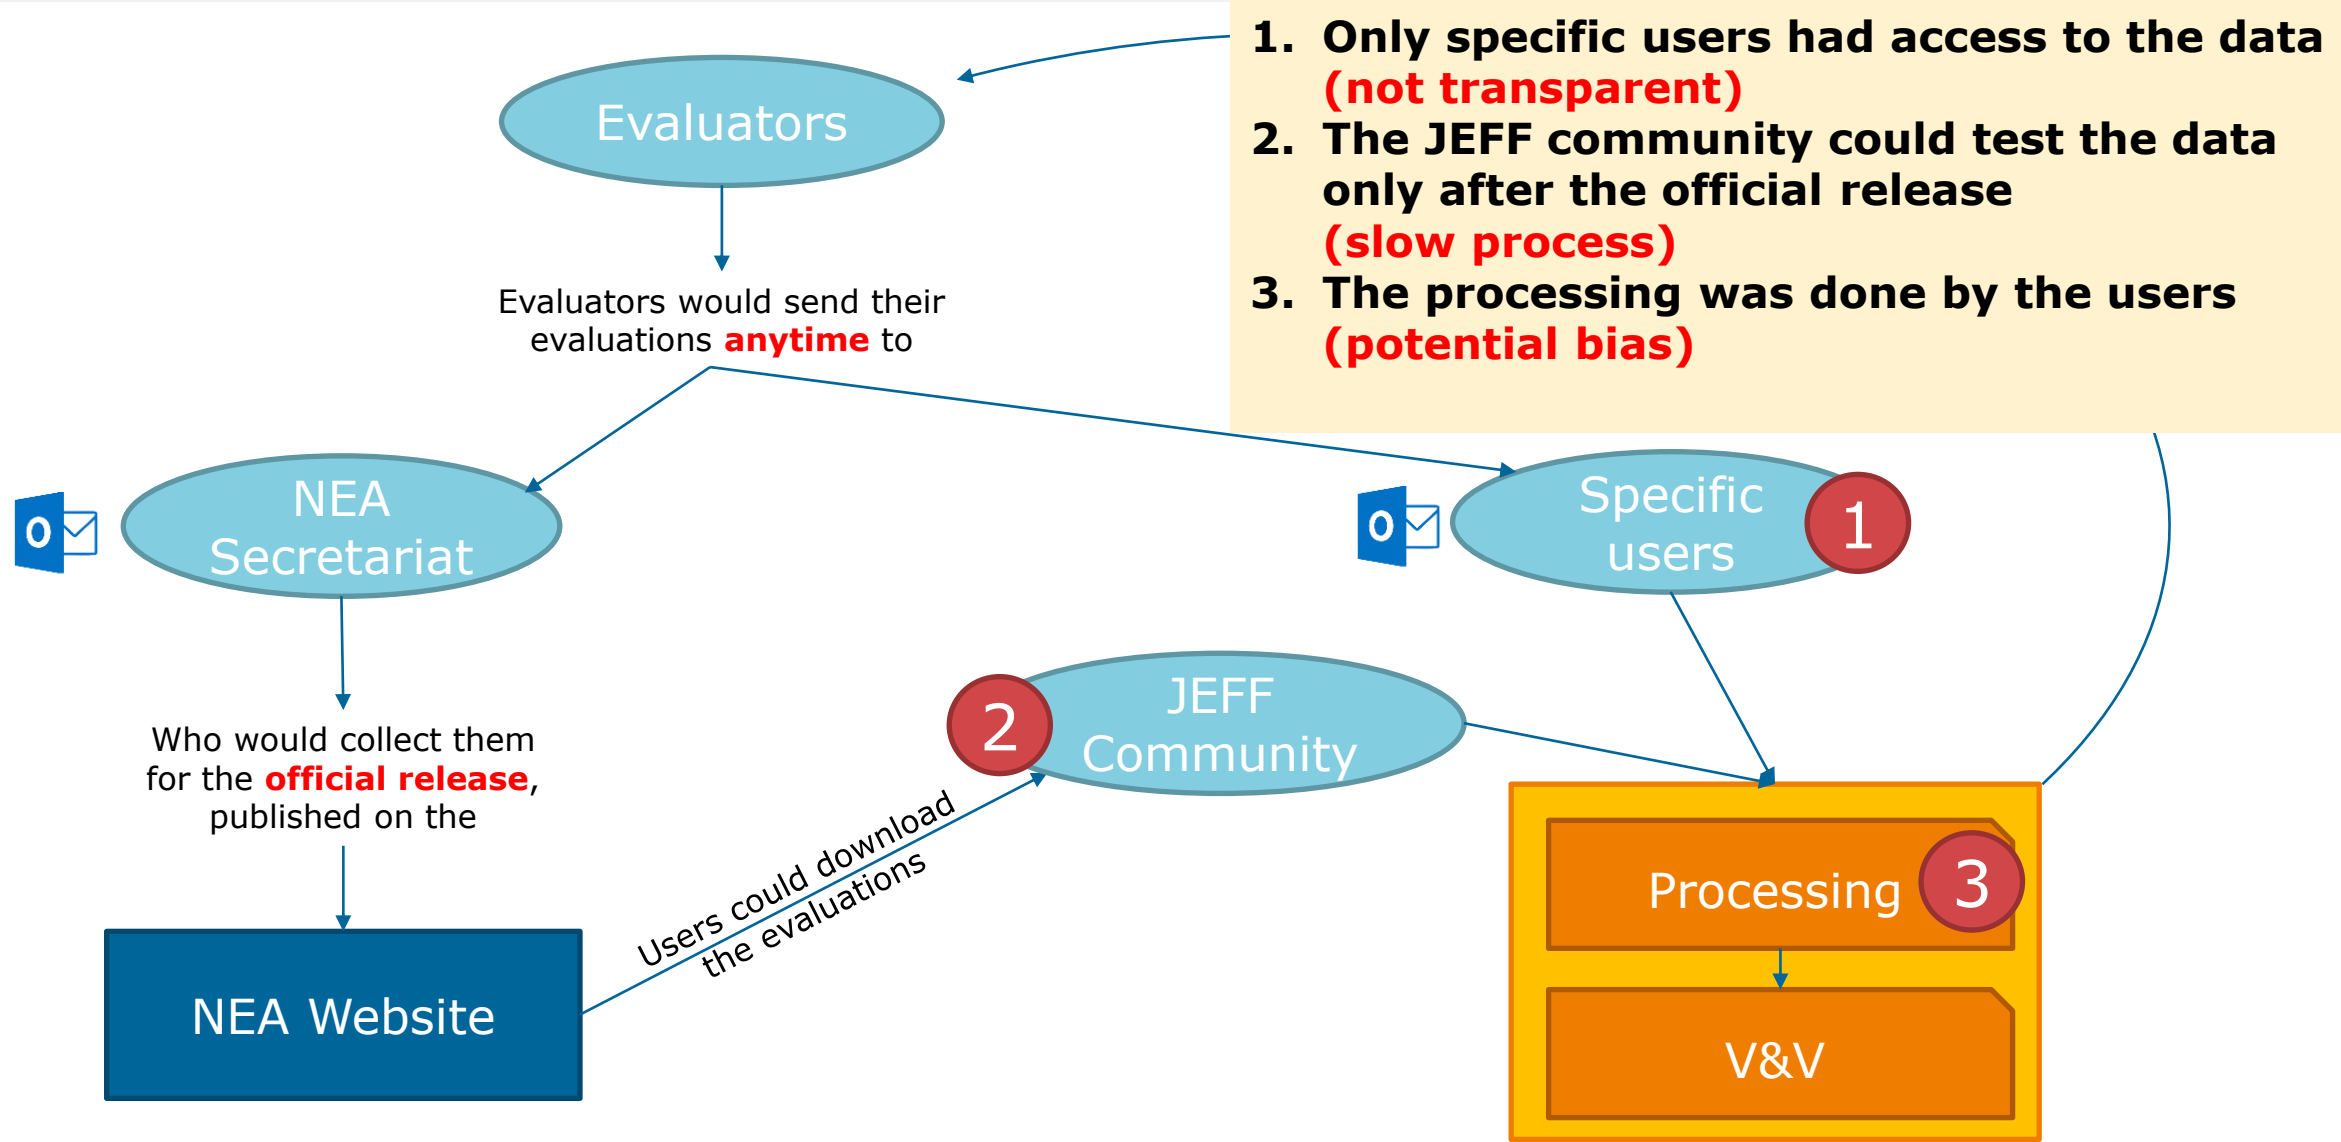 1. Only specific users had access to the data
(not transparent)
2. The JEFF community could test the data
only after the official release
(slow process)
3. The processing was done by the users
(potential bias)
Evaluators
Evaluators would send their
evaluations anytime to
NEA
Secretariat
Specific
users
1
Who would collect them
for the official release,
published on the
2
JEFF
Community
Users could download
the evaluations
NEA Website
Processing
3
V&V